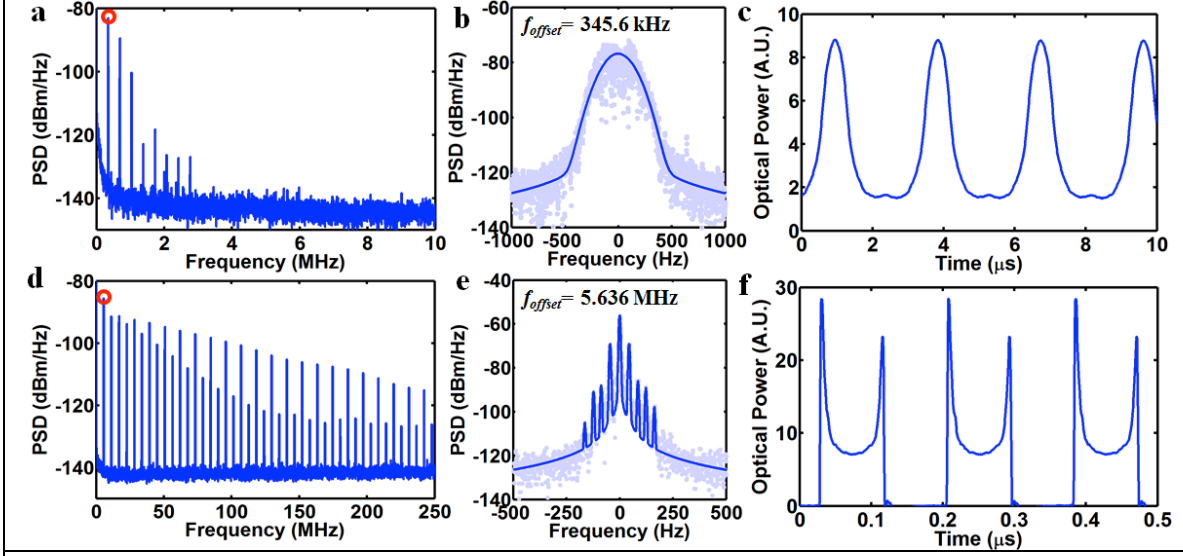 a
PSD (dBm/Hz)
-80
-100
-120
-140
0 2 4 6 8 10
Frequency (MHz)
b
f_offset= 345.6 kHz
PSD (dBm/Hz)
-60
-80
-100
-120
-140
-1000 -500 0 500 1000
Frequency (Hz)
c
Optical Power (A.U.)
10
8
6
4
2
0
0 2 4 6 8 10
Time (μs)
d
PSD (dBm/Hz)
-80
-100
-120
-140
0 50 100 150 200 250
Frequency (MHz)
e
f_offset= 5.636 MHz
PSD (dBm/Hz)
-40
-60
-80
-100
-120
-140
-500 -250 0 250 500
Frequency (Hz)
f
Optical Power (A.U.)
30
20
10
0
0 0.1 0.2 0.3 0.4 0.5
Time (μs)